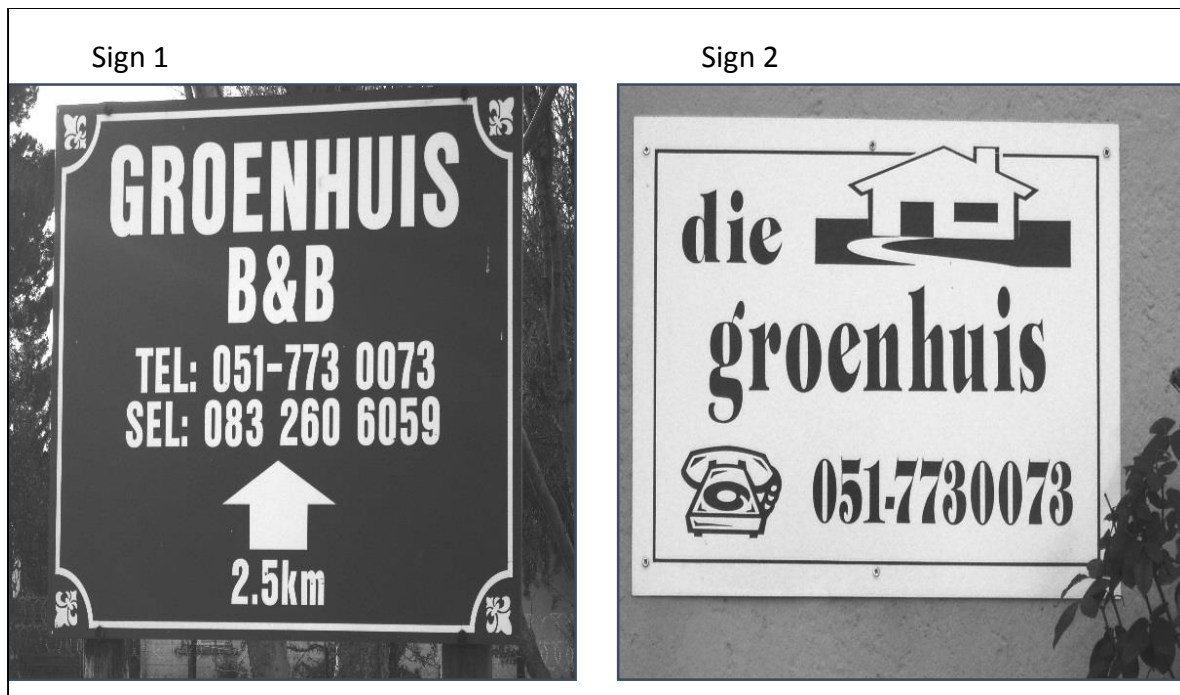 Sign 1
GROENHUIS
B&B
TEL: 051-773 0073
SEL: 083 260 6059
2.5km
Sign 2
die
groenhuis
051-7730073